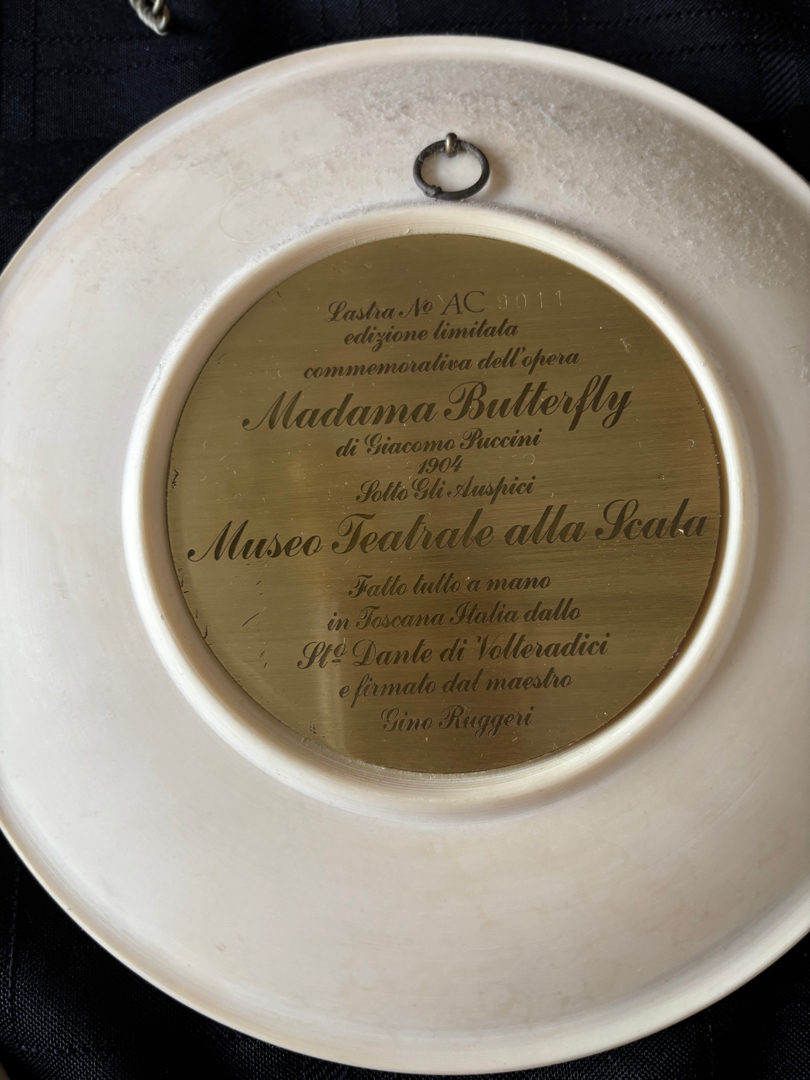 Lastra Nº AC 9011
edizione limitata
commemorativa dell'opera
Madama Butterfly
di Giacomo Puccini
1904
Sotto Gli Auspici
Museo Teatrale alla Scala
Fatto tutto a mano
in Toscana Italia dallo
Stº Dante di Volteradici
e firmato dal maestro
Gino Ruggeri